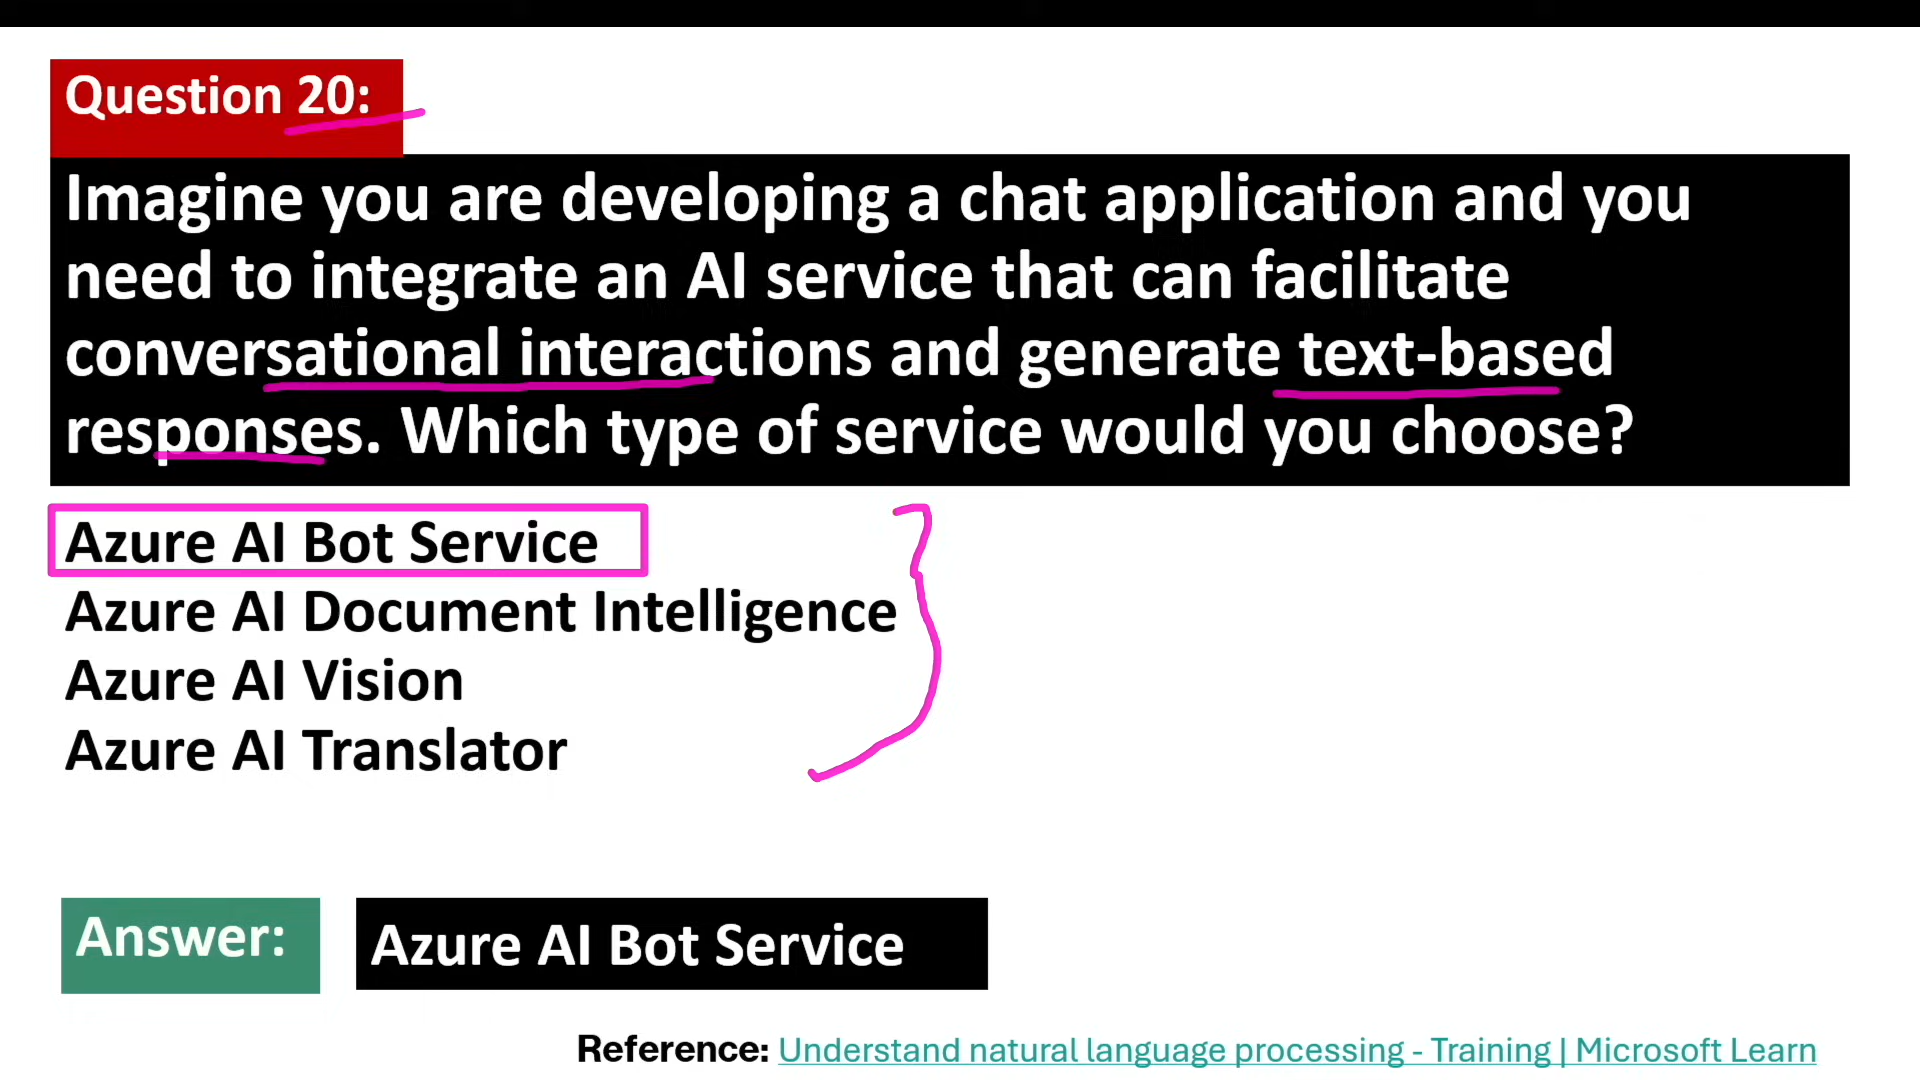 Question 20:
Imagine you are developing a chat application and you
need to integrate an AI service that can facilitate
conversational interactions and generate text-based
responses. Which type of service would you choose?
Azure AI Bot Service
Azure AI Document Intelligence
Azure AI Vision
Azure AI Translator
Answer:
Azure AI Bot Service
Reference: Understand natural language processing - Training | Microsoft Learn